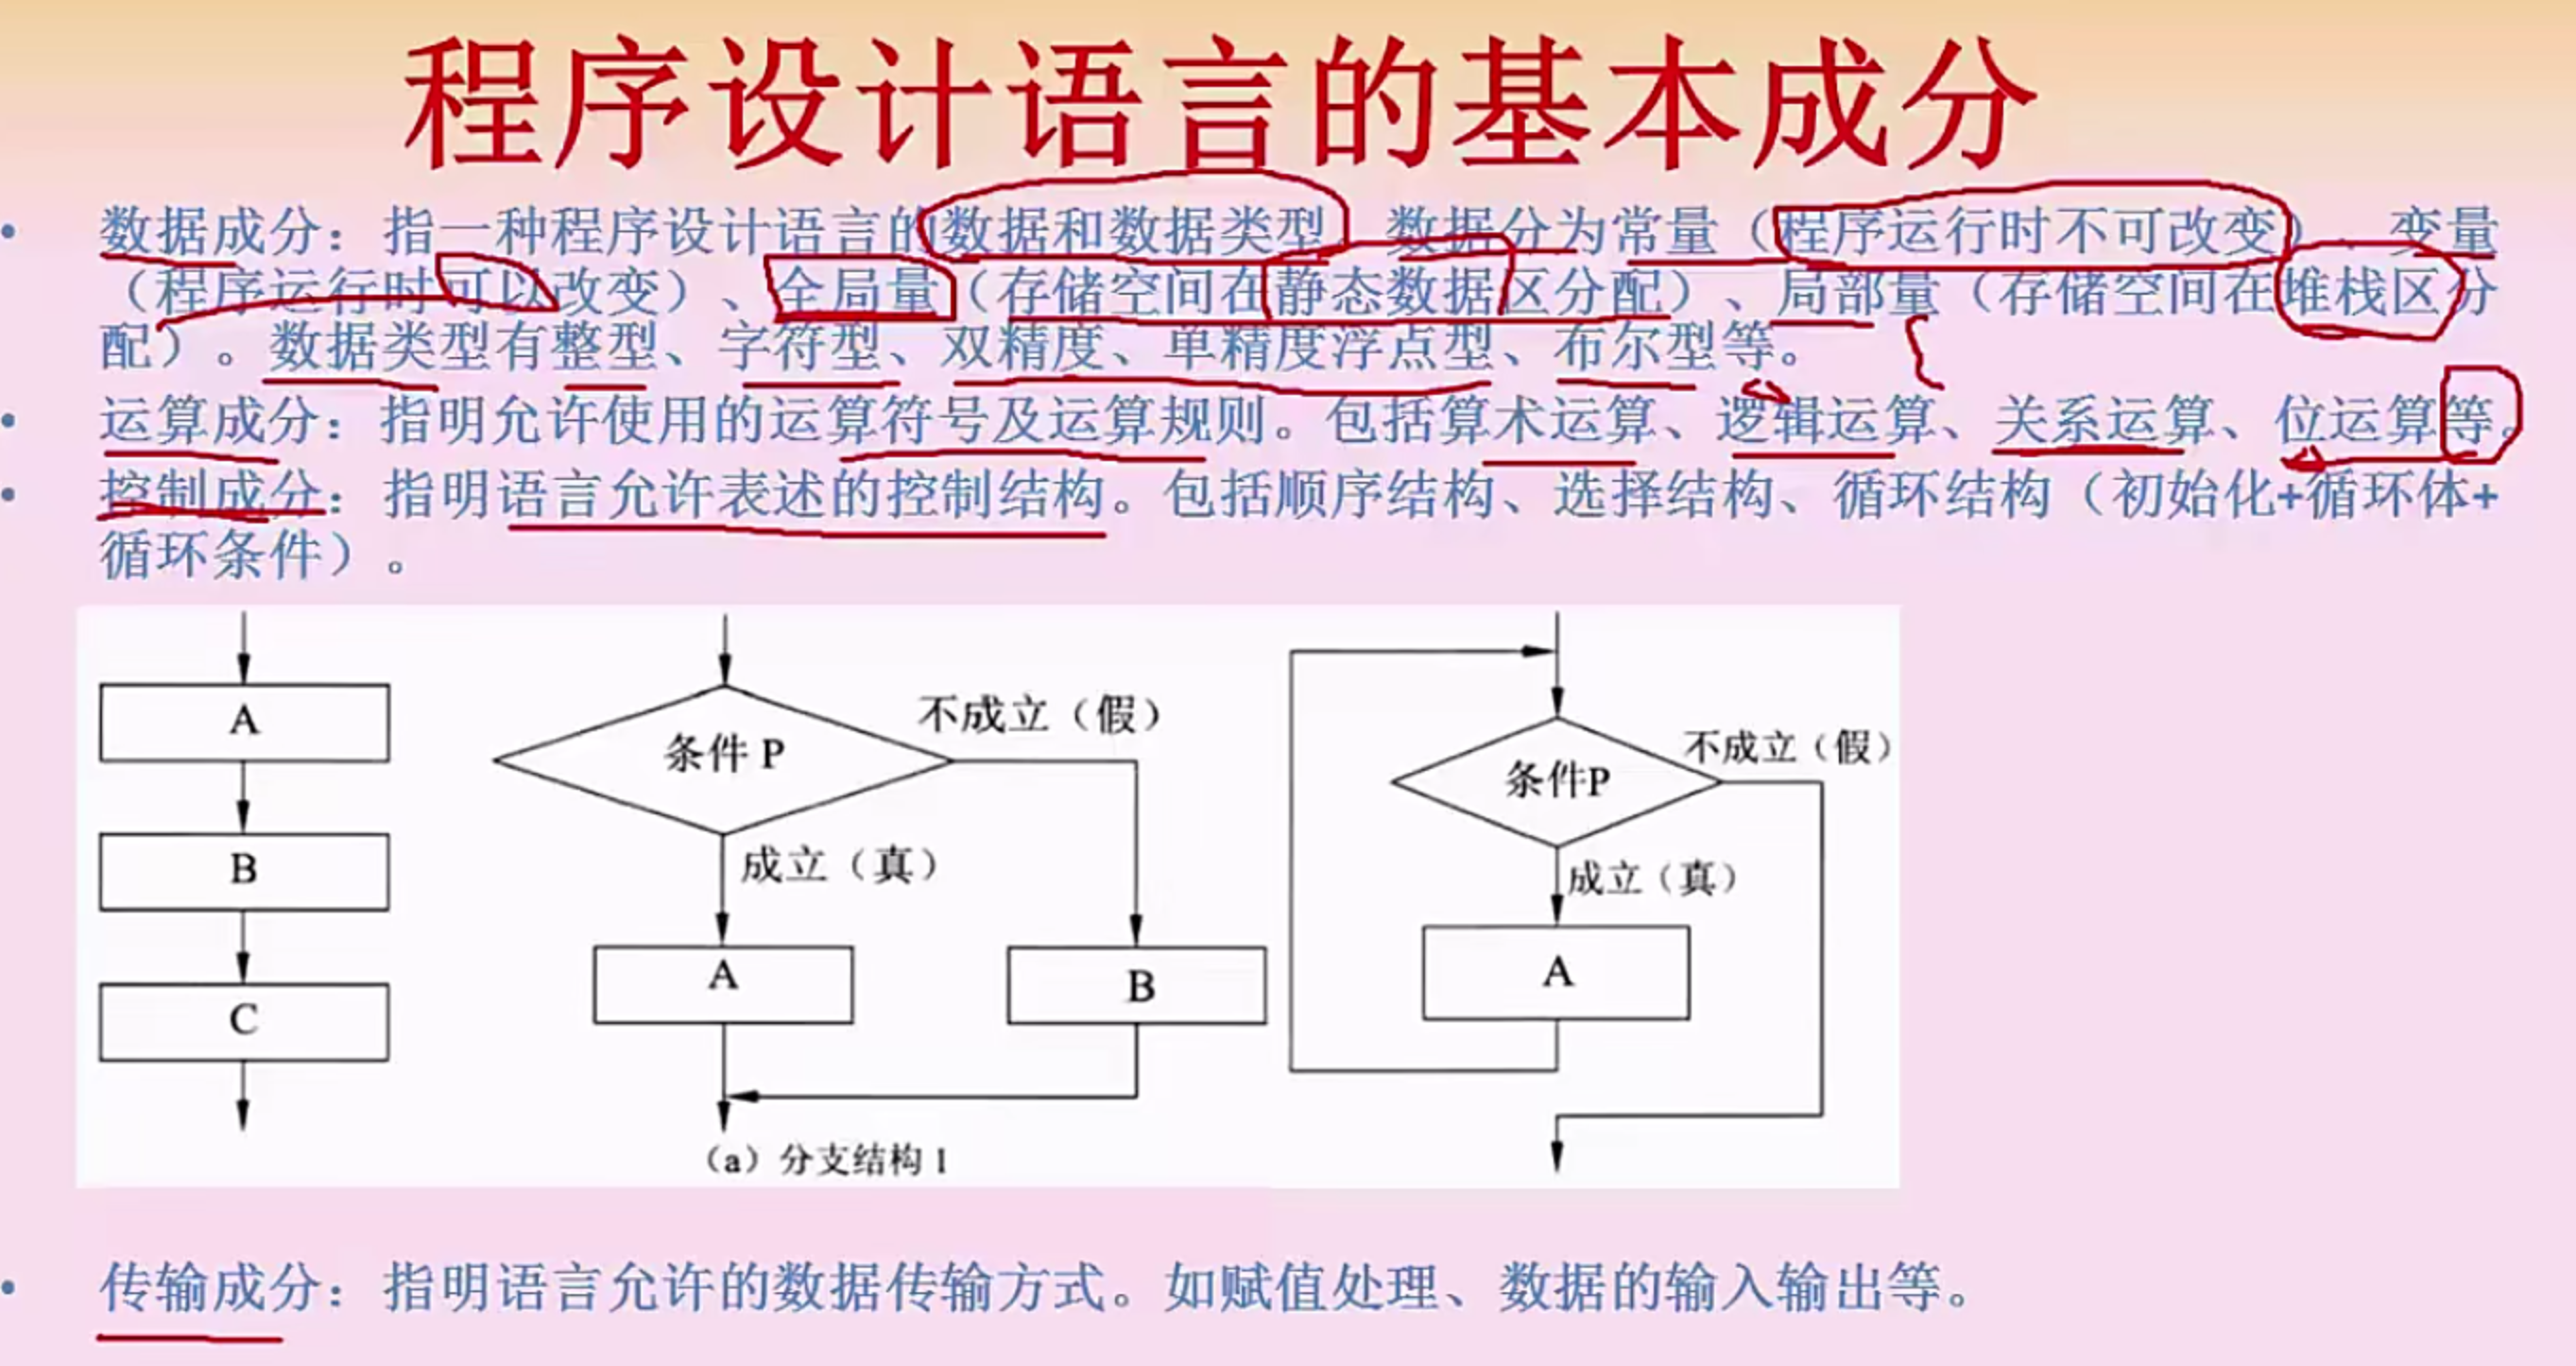 程序设计语言的基本成分
• 数据成分：指一种程序设计语言的数据和数据类型。数据分为常量（程序运行时不可改变）、变量
（程序运行时可以改变）、全局量（存储空间在静态数据区分配）、局部量（存储空间在堆栈区分
配）。数据类型有整型、字符型、双精度、单精度浮点型、布尔型等。
• 运算成分：指明允许使用的运算符号及运算规则。包括算术运算、逻辑运算、关系运算、位运算等。
• 控制成分：指明语言允许表述的控制结构。包括顺序结构、选择结构、循环结构（初始化+循环体+
循环条件）。
A
B
C
条件 P
不成立（假）
成立（真）
A
B
（a）分支结构 1
条件P
不成立（假）
成立（真）
A
• 传输成分：指明语言允许的数据传输方式。如赋值处理、数据的输入输出等。